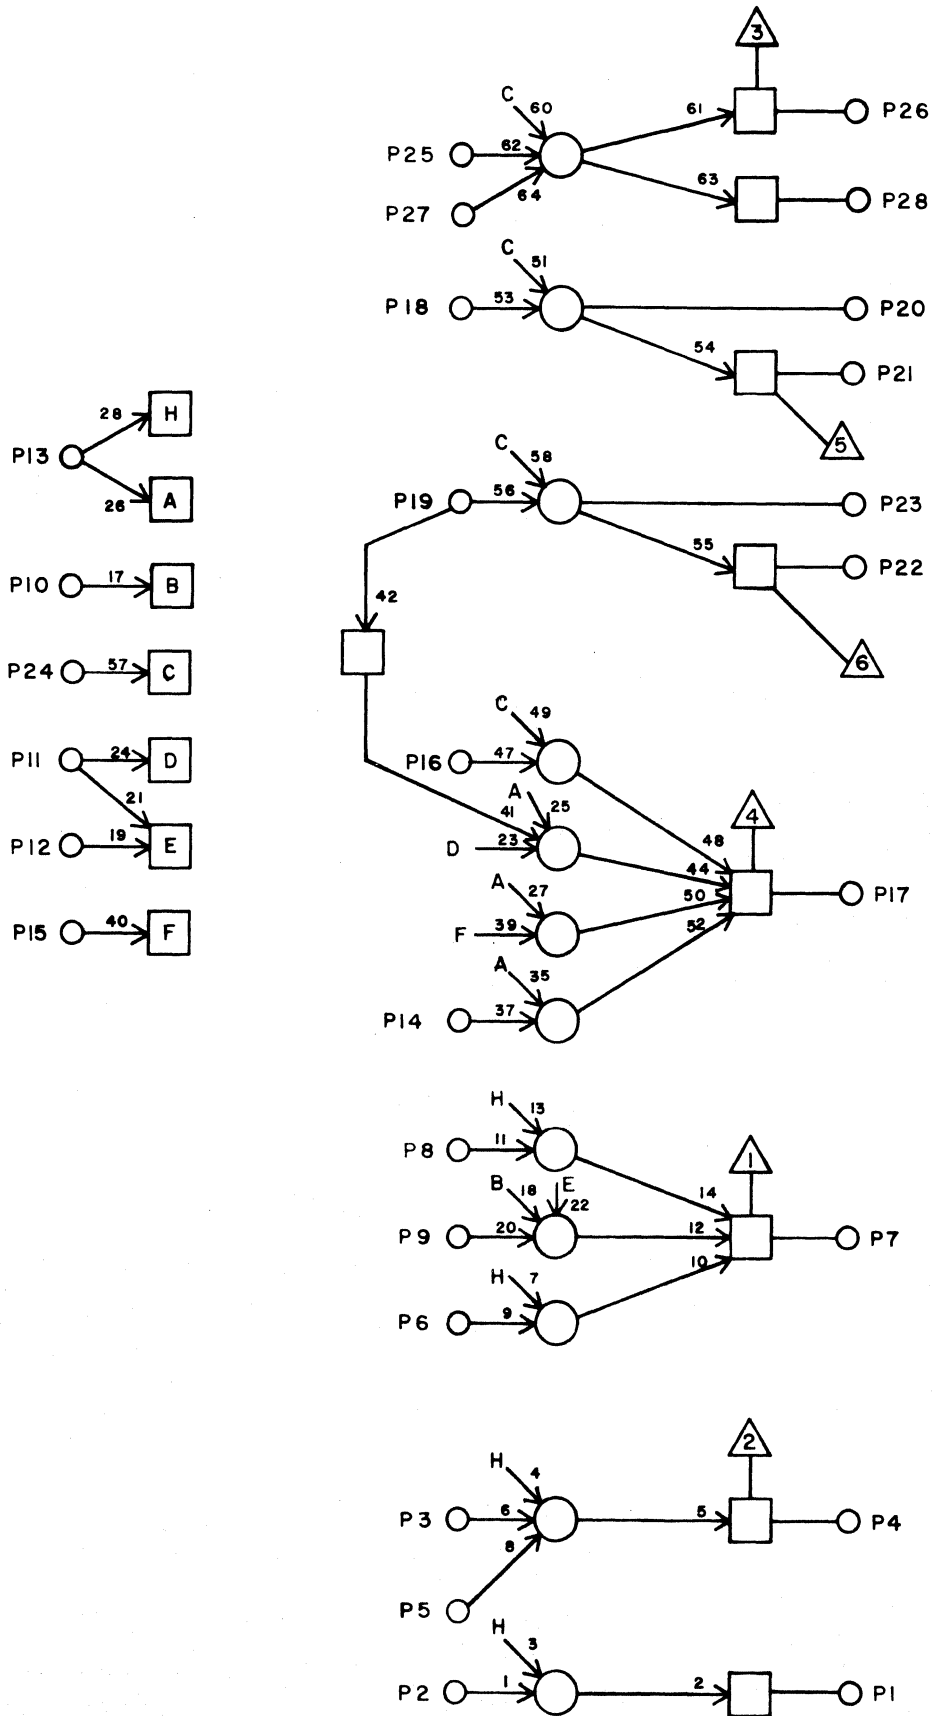 3
C 60 61 P26
P25 62
63
P27 64 P28
C 51
P18 53 P20
54 P21
5
28 H
P13
26 A
C 58
P19 56 P23
55 P22
P10 17 B
42
6
P24 57 C
C 49
P11 24 D
P16 47
21
A 25
41
4
P12 19 E
D 23
48
44
A 27
50 P17
P15 40 F
F 39
52
A 35
P14 37
H 13
P8 11
1
B 18 E 22
14
P9 20 12 P7
10
H 7
P6 9
2
H 4
P3 6 5 P4
8
P5
H 3
P2 1 2 P1